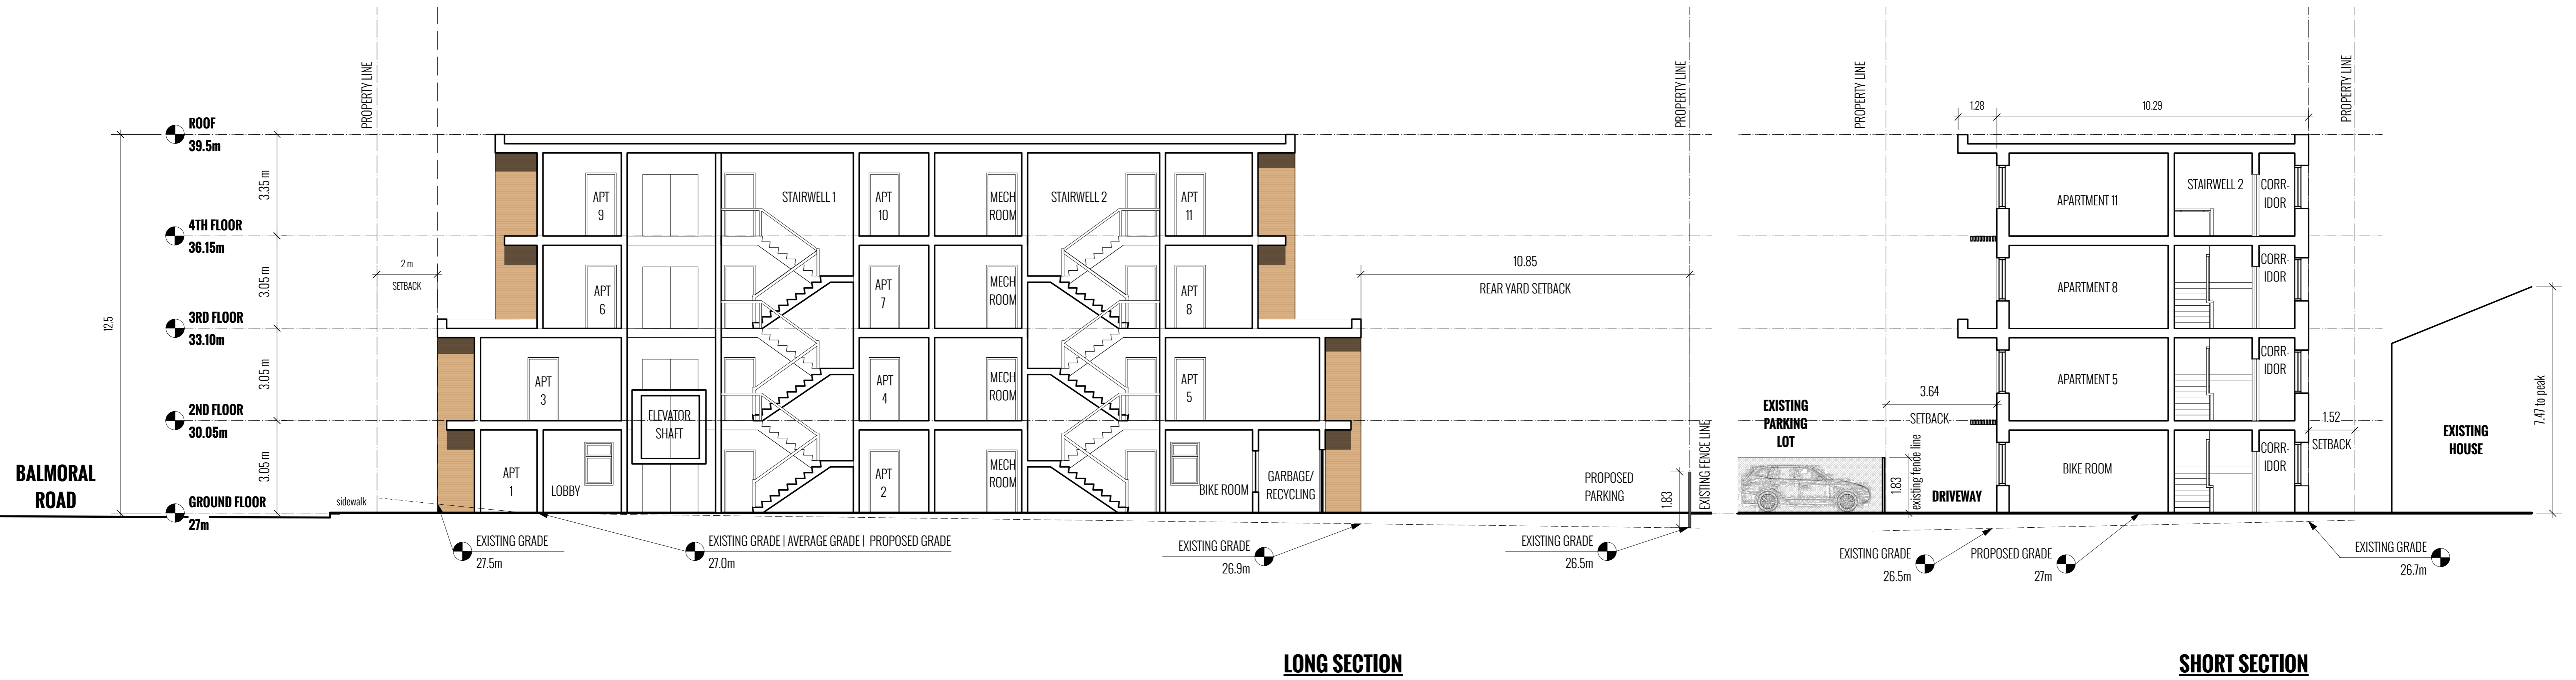 PROPERTY LINE
ROOF
39.5m
3.35 m
4TH FLOOR
36.15m
3.05 m
3RD FLOOR
33.10m
3.05 m
2ND FLOOR
30.05m
3.05 m
GROUND FLOOR
27m
12.5
2 m
SETBACK
BALMORAL
ROAD
sidewalk
APT
9
STAIRWELL 1
APT
10
MECH
ROOM
STAIRWELL 2
APT
11
APT
6
APT
7
MECH
ROOM
APT
8
APT
3
APT
4
MECH
ROOM
APT
5
ELEVATOR
SHAFT
APT
1
LOBBY
APT
2
MECH
ROOM
BIKE ROOM
GARBAGE/
RECYCLING
10.85
REAR YARD SETBACK
PROPERTY LINE
PROPOSED
PARKING
1.83
EXISTING FENCE LINE
EXISTING GRADE
27.5m
EXISTING GRADE | AVERAGE GRADE | PROPOSED GRADE
27.0m
EXISTING GRADE
26.9m
EXISTING GRADE
26.5m
LONG SECTION
PROPERTY LINE
1.28
10.29
PROPERTY LINE
APARTMENT 11
STAIRWELL 2
CORR-
IDOR
APARTMENT 8
CORR-
IDOR
APARTMENT 5
CORR-
IDOR
BIKE ROOM
CORR-
IDOR
3.64
SETBACK
EXISTING
PARKING
LOT
1.83
existing fence line
DRIVEWAY
1.52
SETBACK
EXISTING
HOUSE
7.47 to peak
EXISTING GRADE
26.5m
PROPOSED GRADE
27m
EXISTING GRADE
26.7m
SHORT SECTION